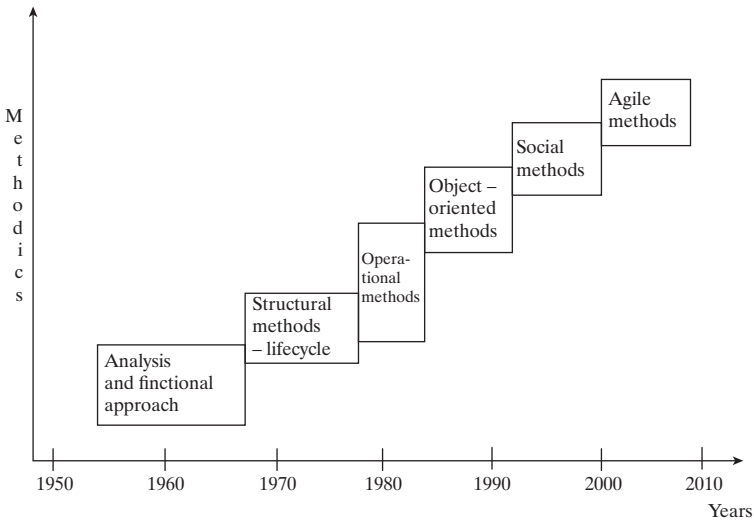 Methodics
Agile
methods
Social
methods
Object –
oriented
methods
Opera-
tional
methods
Structural
methods
– lifecycle
Analysis
and finctional
approach
1950 1960 1970 1980 1990 2000 2010
Years